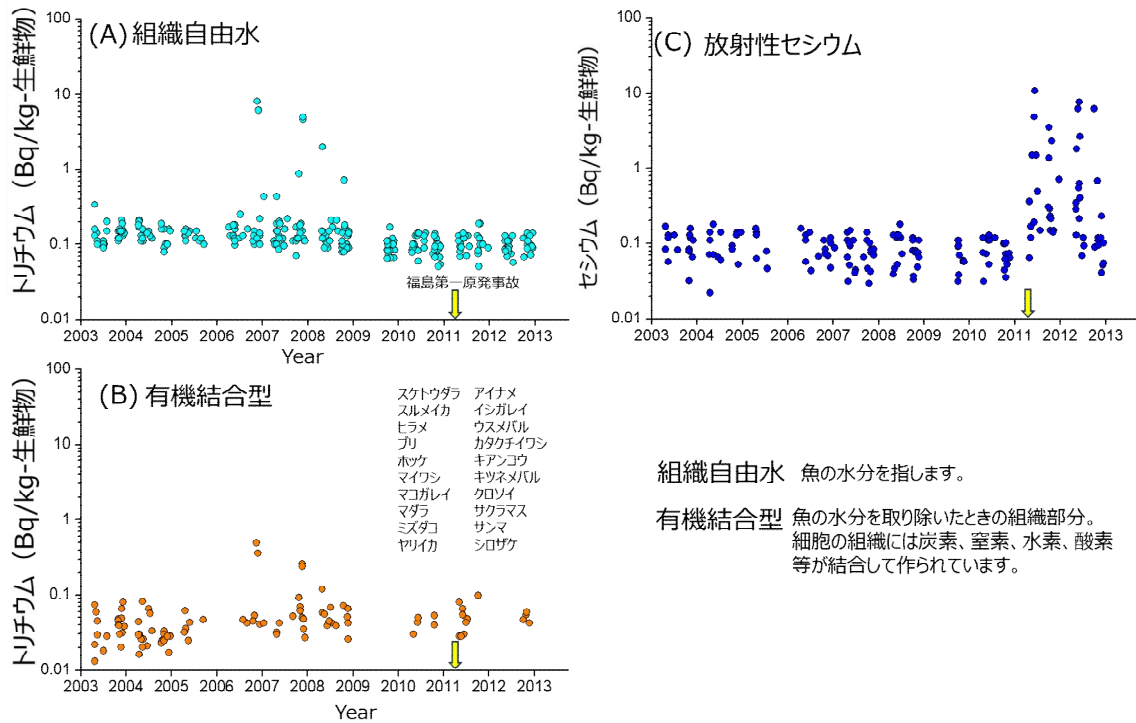 (A) 組織自由水
トリチウム (Bq/kg-生鮮物)
100
10
1
0.1
0.01
福島第一原発事故
2003 2004 2005 2006 2007 2008 2009 2010 2011 2012 2013
Year
(B) 有機結合型
トリチウム (Bq/kg-生鮮物)
100
10
1
0.1
0.01
スケトウダラ アイナメ
スルメイカ イシガレイ
ヒラメ ウスメバル
ブリ カタクチイワシ
ホッケ キアンコウ
マイワシ キツネメバル
マコガレイ クロソイ
マダラ サクラマス
ミズダコ サンマ
ヤリイカ シロザケ
2003 2004 2005 2006 2007 2008 2009 2010 2011 2012 2013
Year
(C) 放射性セシウム
セシウム (Bq/kg-生鮮物)
100
10
1
0.1
0.01
2003 2004 2005 2006 2007 2008 2009 2010 2011 2012 2013
組織自由水 魚の水分を指します。
有機結合型 魚の水分を取り除いたときの組織部分。
細胞の組織には炭素、窒素、水素、酸素
等が結合して作られています。